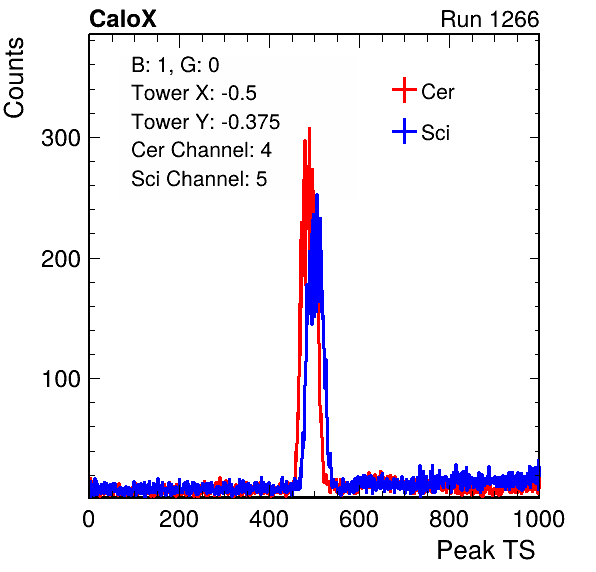 CaloX Run 1266
Counts
B: 1, G: 0
Tower X: -0.5
Tower Y: -0.375
Cer Channel: 4
Sci Channel: 5
Cer
Sci
300
200
100
0 200 400 600 800 1000
Peak TS